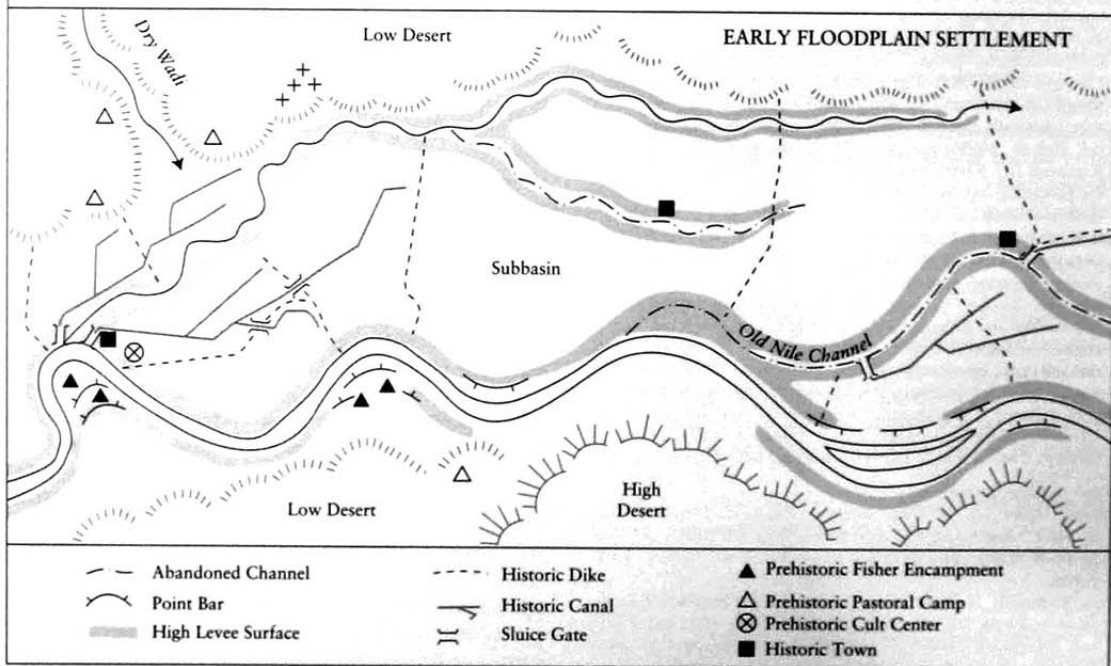 Dry Wadi
Low Desert
EARLY FLOODPLAIN SETTLEMENT
Subbasin
Old Nile Channel
Low Desert
High
Desert
Abandoned Channel
Point Bar
High Levee Surface
Historic Dike
Historic Canal
Sluice Gate
Prehistoric Fisher Encampment
Prehistoric Pastoral Camp
Prehistoric Cult Center
Historic Town